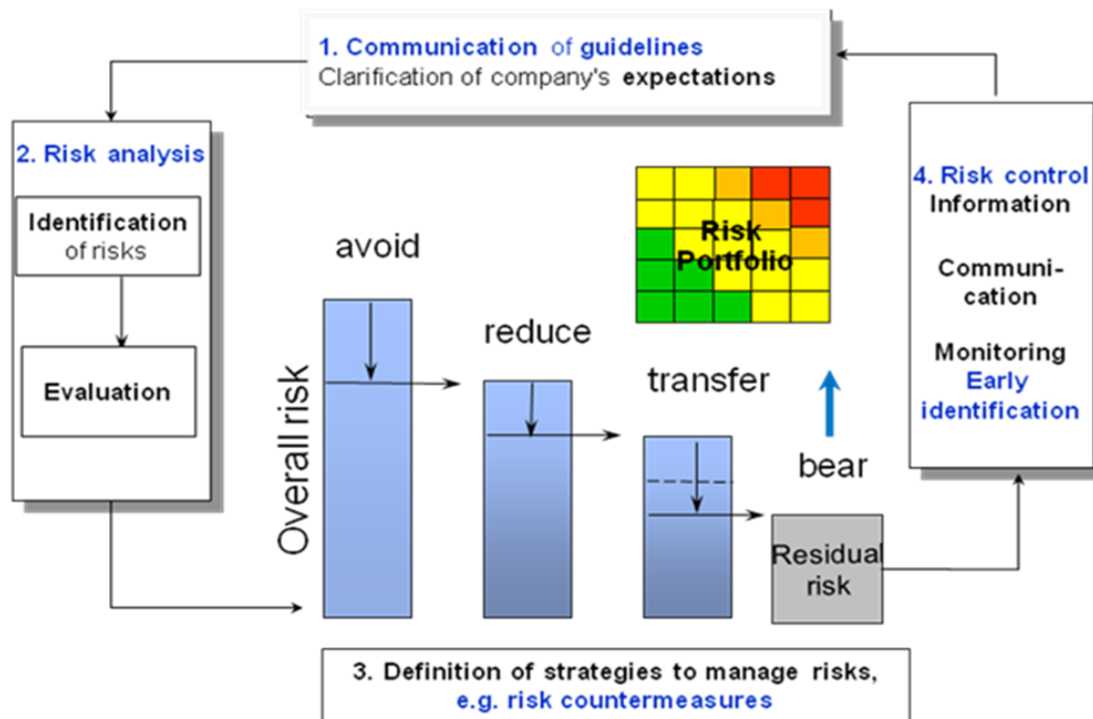 1. Communication of guidelines
Clarification of company's expectations
2. Risk analysis
Identification
of risks
Evaluation
Overall risk
avoid
reduce
transfer
bear
Risk
Portfolio
Residual
risk
3. Definition of strategies to manage risks,
e.g. risk countermeasures
4. Risk control
Information
Communi-
cation
Monitoring
Early
identification